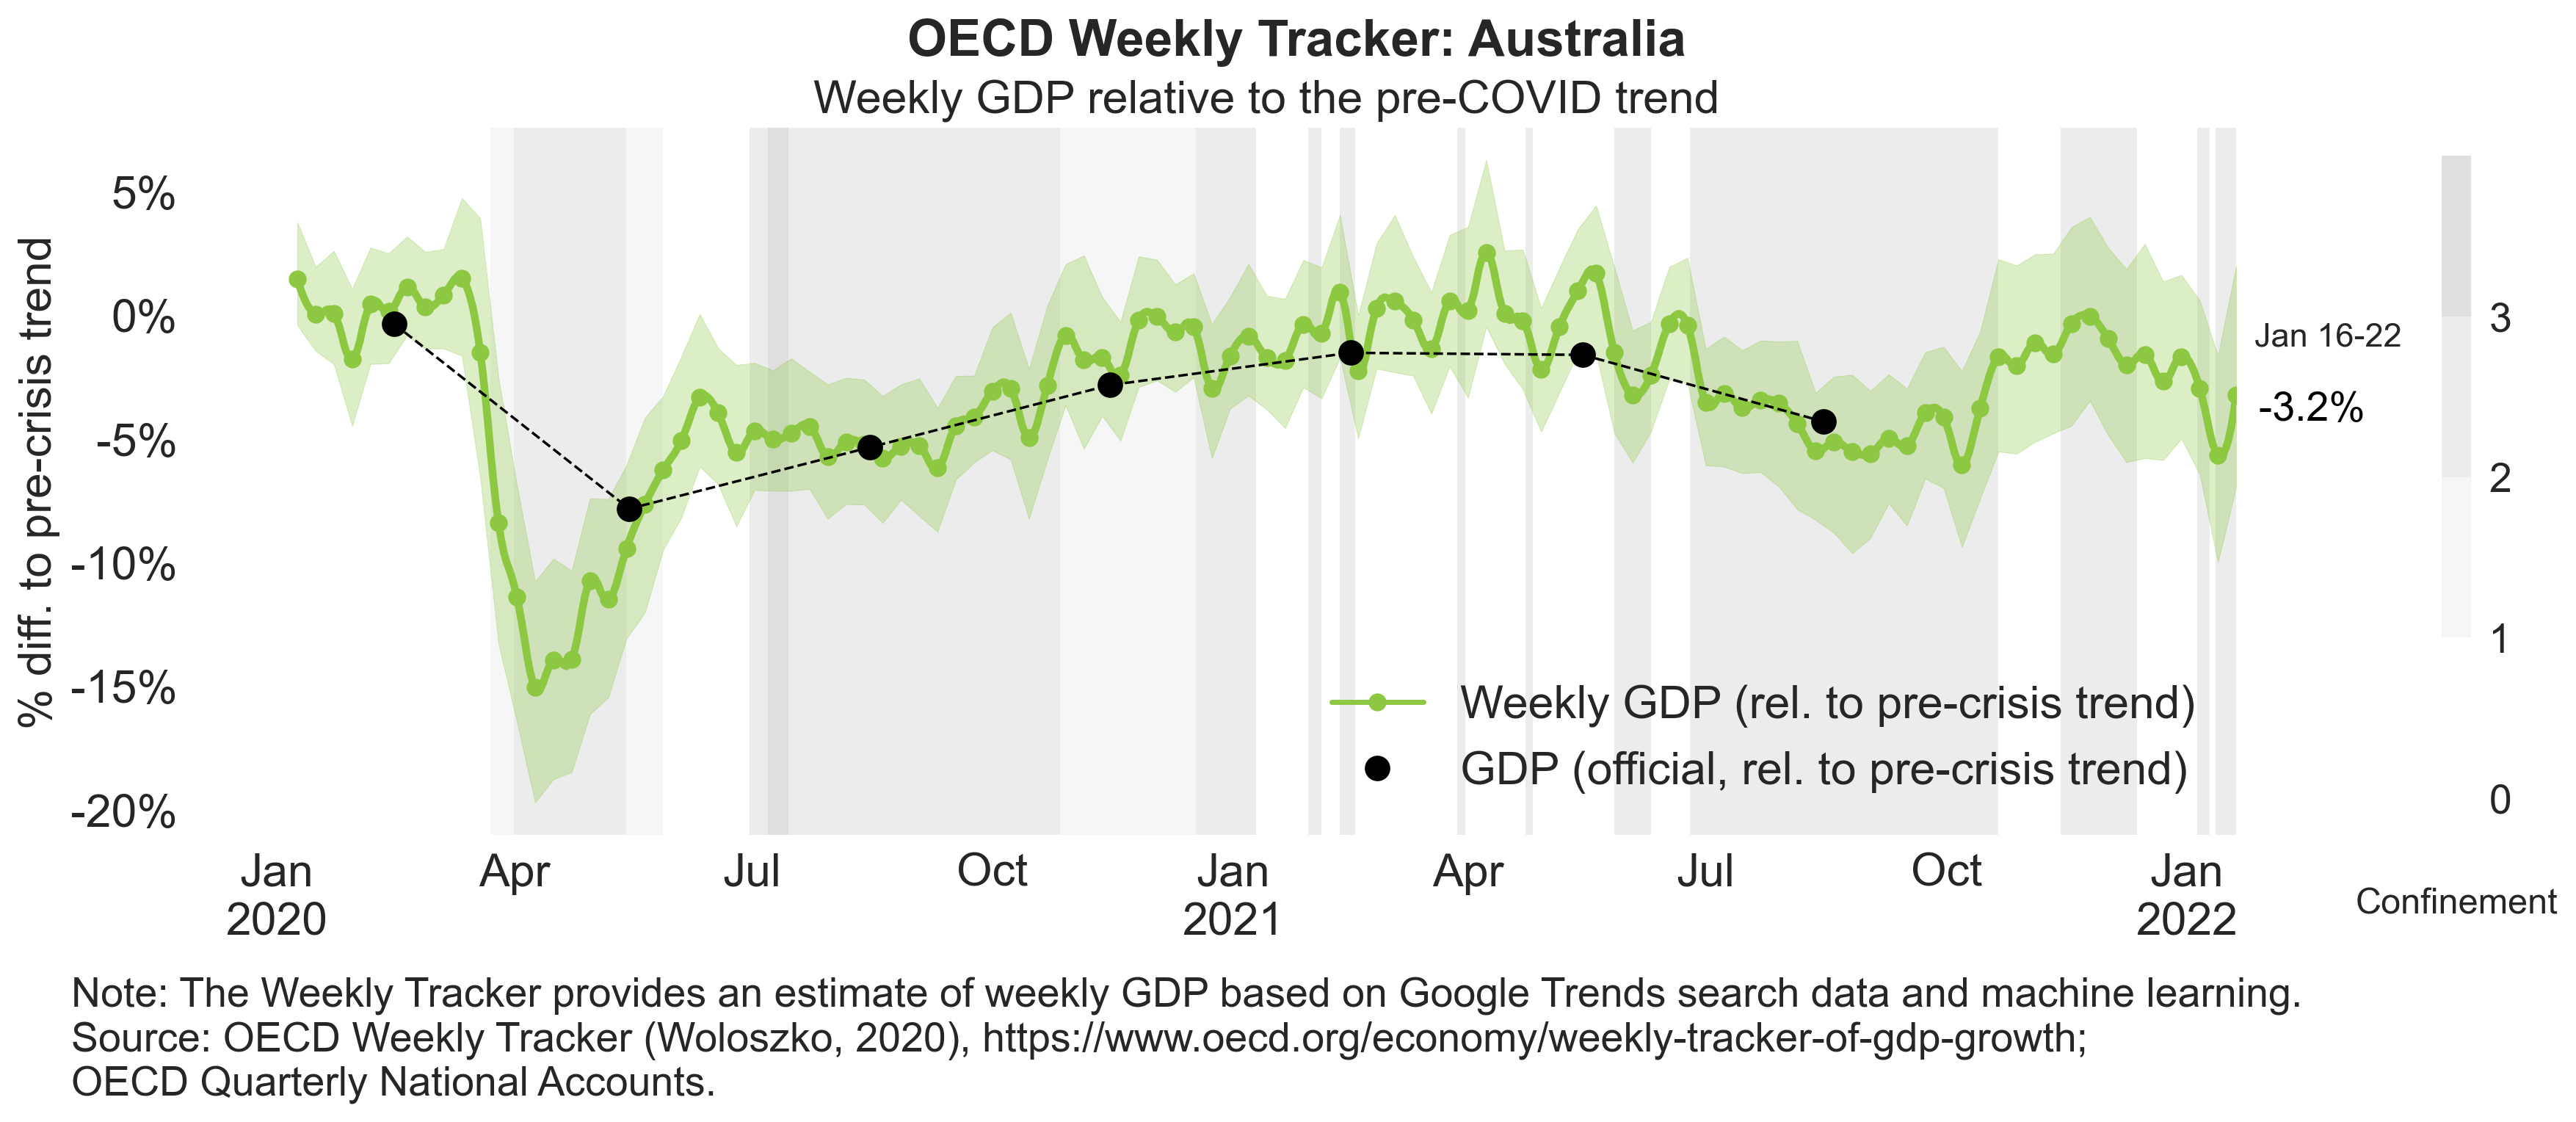 OECD Weekly Tracker: Australia
Weekly GDP relative to the pre-COVID trend
% diff. to pre-crisis trend
5%
0%
-5%
-10%
-15%
-20%
Jan 16-22
-3.2%
3
2
1
0
Confinement
Weekly GDP (rel. to pre-crisis trend)
GDP (official, rel. to pre-crisis trend)
Jan Apr Jul Oct Jan Apr Jul Oct Jan
2020 2021 2022
Note: The Weekly Tracker provides an estimate of weekly GDP based on Google Trends search data and machine learning.
Source: OECD Weekly Tracker (Woloszko, 2020), https://www.oecd.org/economy/weekly-tracker-of-gdp-growth;
OECD Quarterly National Accounts.